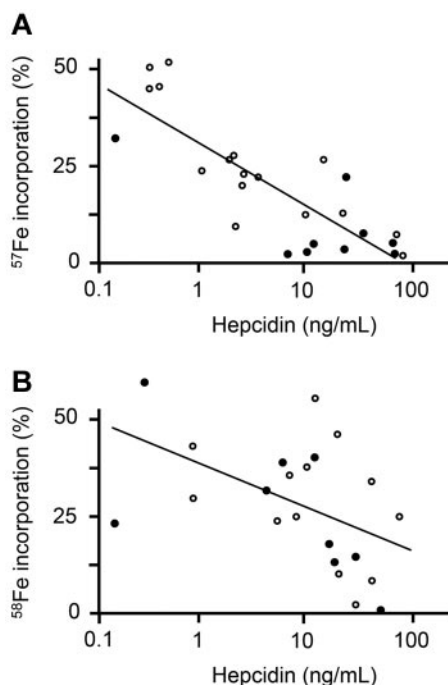 A
50
25
0
0.1 1 10 100
⁵⁷Fe incorporation (%)
Hepcidin (ng/mL)
B
50
25
0
0.1 1 10 100
⁵⁸Fe incorporation (%)
Hepcidin (ng/mL)